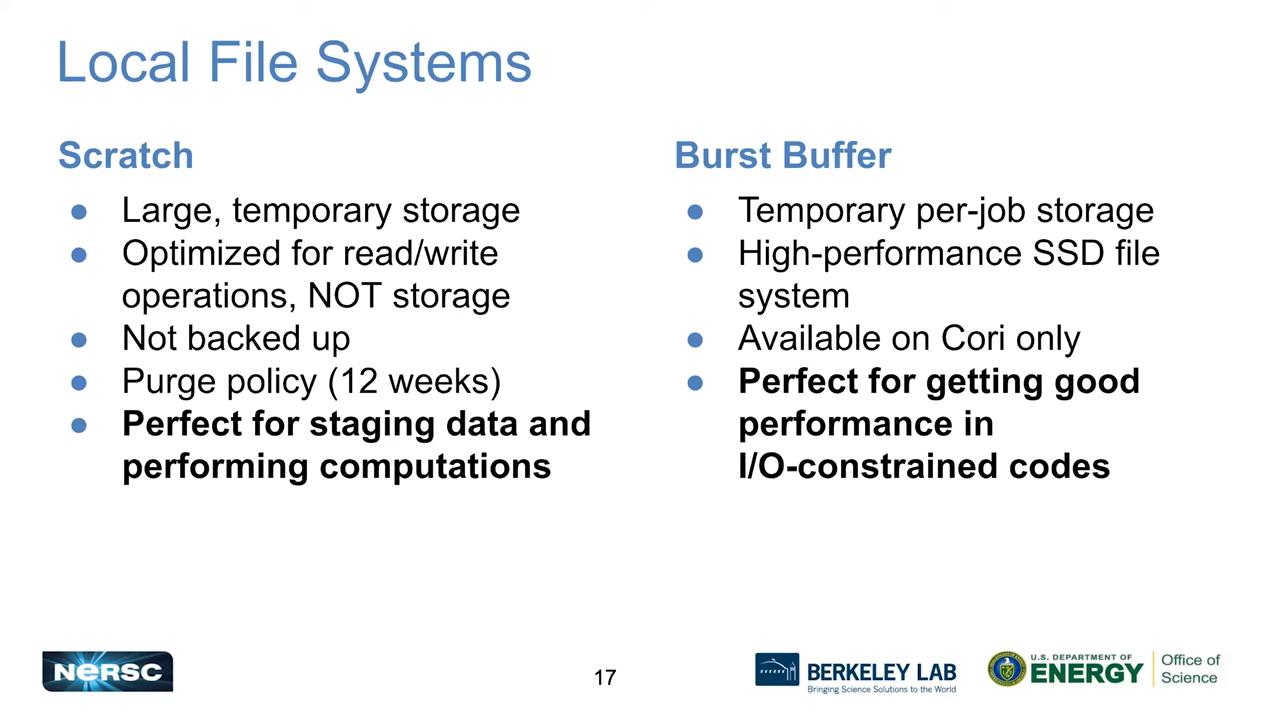 Local File Systems
Scratch
● Large, temporary storage
● Optimized for read/write
operations, NOT storage
● Not backed up
● Purge policy (12 weeks)
● Perfect for staging data and
performing computations
Burst Buffer
● Temporary per-job storage
● High-performance SSD file
system
● Available on Cori only
● Perfect for getting good
performance in
I/O-constrained codes
NERSC
17
BERKELEY LAB
Bringing Science Solutions to the World
U.S. DEPARTMENT OF
ENERGY
Office of
Science